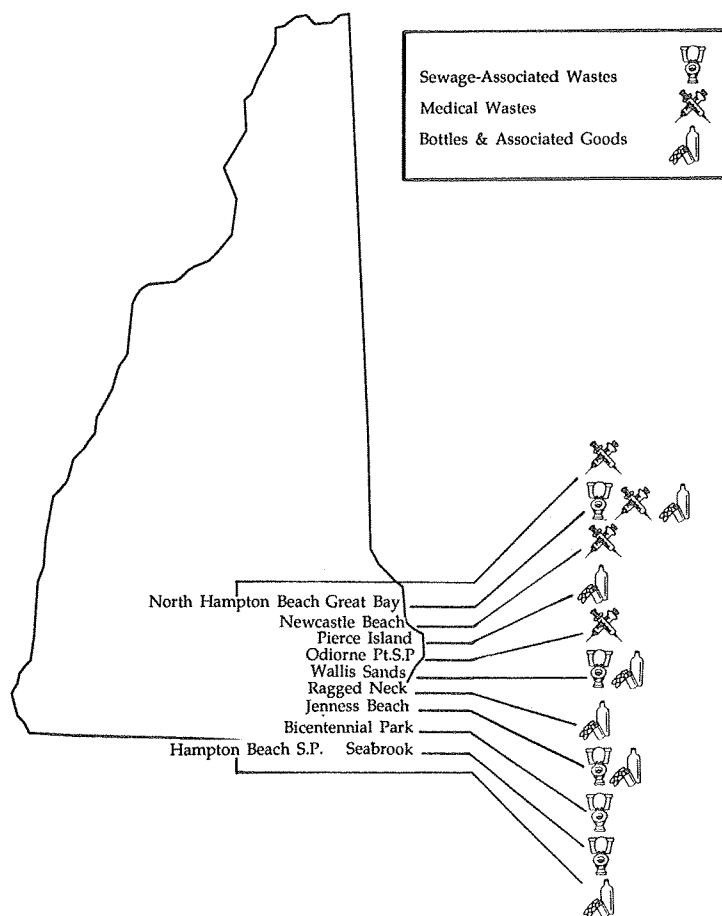 Sewage-Associated Wastes
Medical Wastes
Bottles & Associated Goods
North Hampton Beach Great Bay
Newcastle Beach
Pierce Island
Odiorne Pt.S.P
Wallis Sands
Ragged Neck
Jenness Beach
Bicentennial Park
Hampton Beach S.P. Seabrook